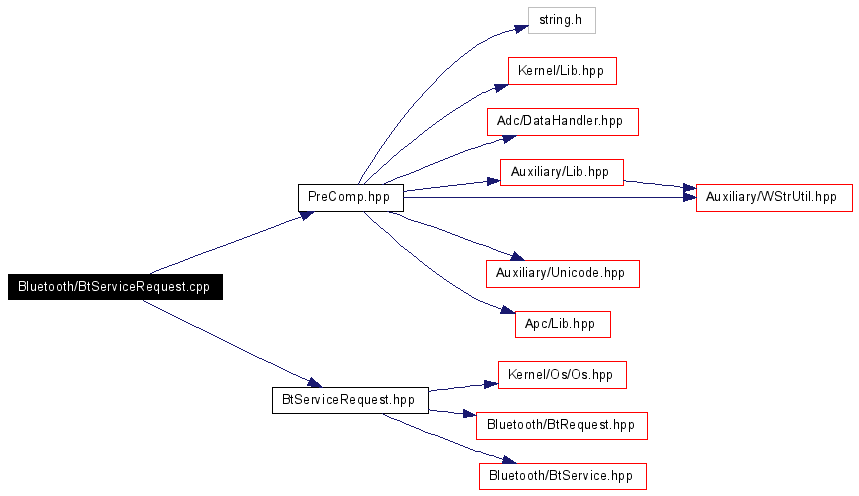 string.h
Kernel/Lib.hpp
Adc/DataHandler.hpp
Auxiliary/Lib.hpp
PreComp.hpp
Auxiliary/WStrUtil.hpp
Auxiliary/Unicode.hpp
Bluetooth/BtServiceRequest.cpp
Apc/Lib.hpp
Kernel/Os/Os.hpp
BtServiceRequest.hpp
Bluetooth/BtRequest.hpp
Bluetooth/BtService.hpp